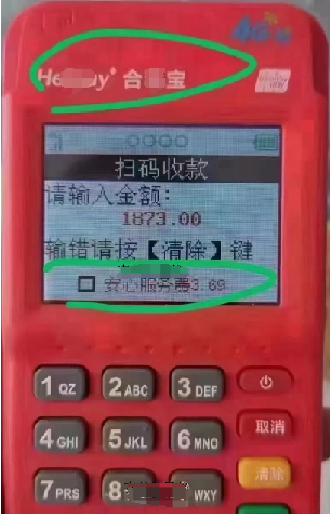 4G
合 宝
扫码收款
请输入金额:
1873.00
输错请按【清除】键
安心服务费3.69
1 QZ 2 ABC 3 DEF
4 GHI 5 JKL 6 MNO 取消
清除
7 PRS 8 WXY